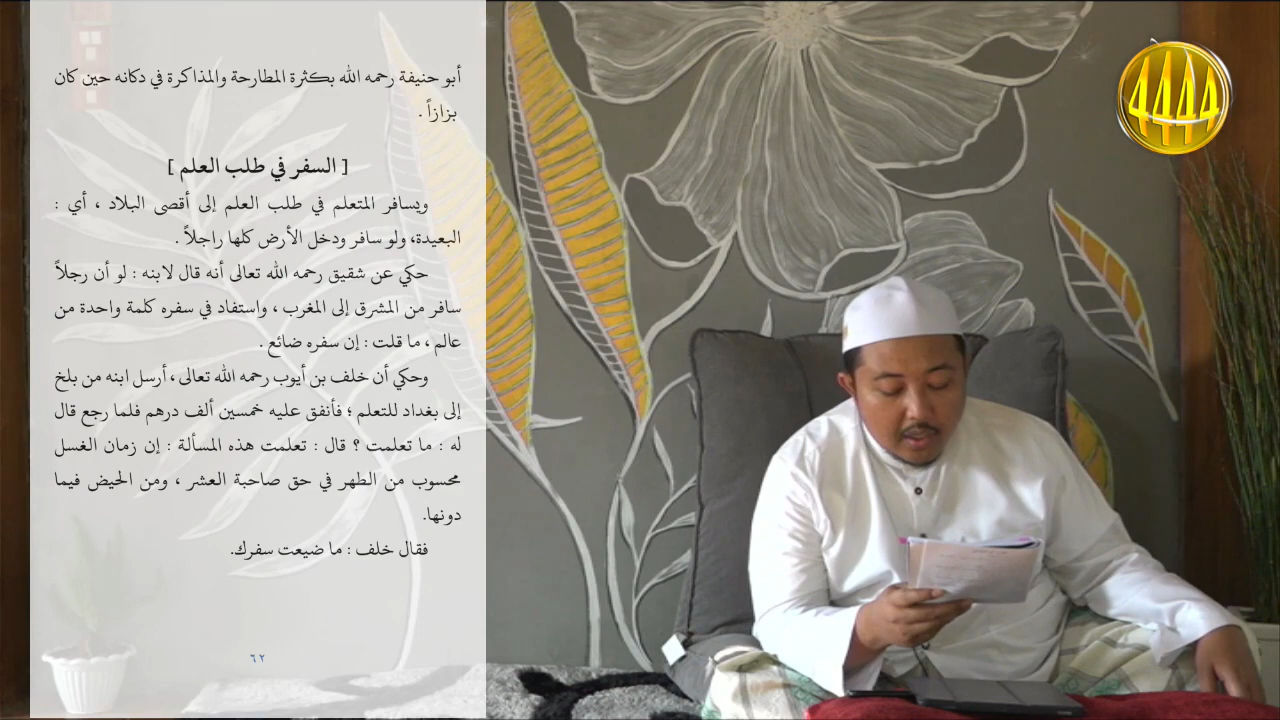 أبو حنيفة رحمه الله بكثرة المطارحة والمذاكرة في دكانه حين كان
بزازاً .
[ السفر في طلب العلم ]
ويسافر المتعلم في طلب العلم إلى أقصى البلاد ، أي :
البعيدة، ولو سافر ودخل الأرض كلها راجلاً .
حكي عن شقيق رحمه الله تعالى أنه قال لابنه : لو أن رجلاً
سافر من المشرق إلى المغرب ، واستفاد في سفره كلمة واحدة من
عالم ، ما قلت : إن سفره ضائع .
وحكي أن خلف بن أيوب رحمه الله تعالى ، أرسل ابنه من بلخ
إلى بغداد للتعلم ؛ فأنفق عليه خمسين ألف درهم فلما رجع قال
له : ما تعلمت ؟ قال : تعلمت هذه المسألة : إن زمان الغسل
محسوب من الطهر في حق صاحبة العشر ، ومن الحيض فيما
دونها.
فقال خلف : ما ضيعت سفرك.
٦٢
4444